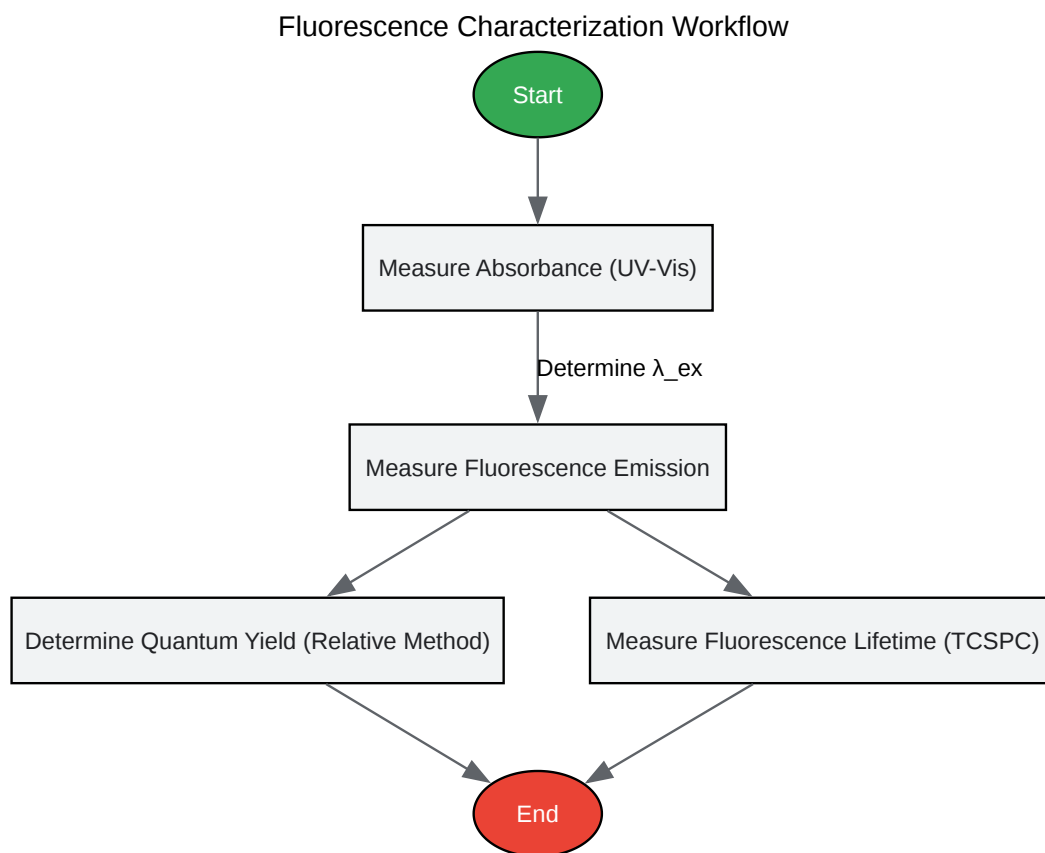 Fluorescence Characterization Workflow
Start
Measure Absorbance (UV-Vis)
Determine λ_ex
Measure Fluorescence Emission
Determine Quantum Yield (Relative Method)
Measure Fluorescence Lifetime (TCSPC)
End